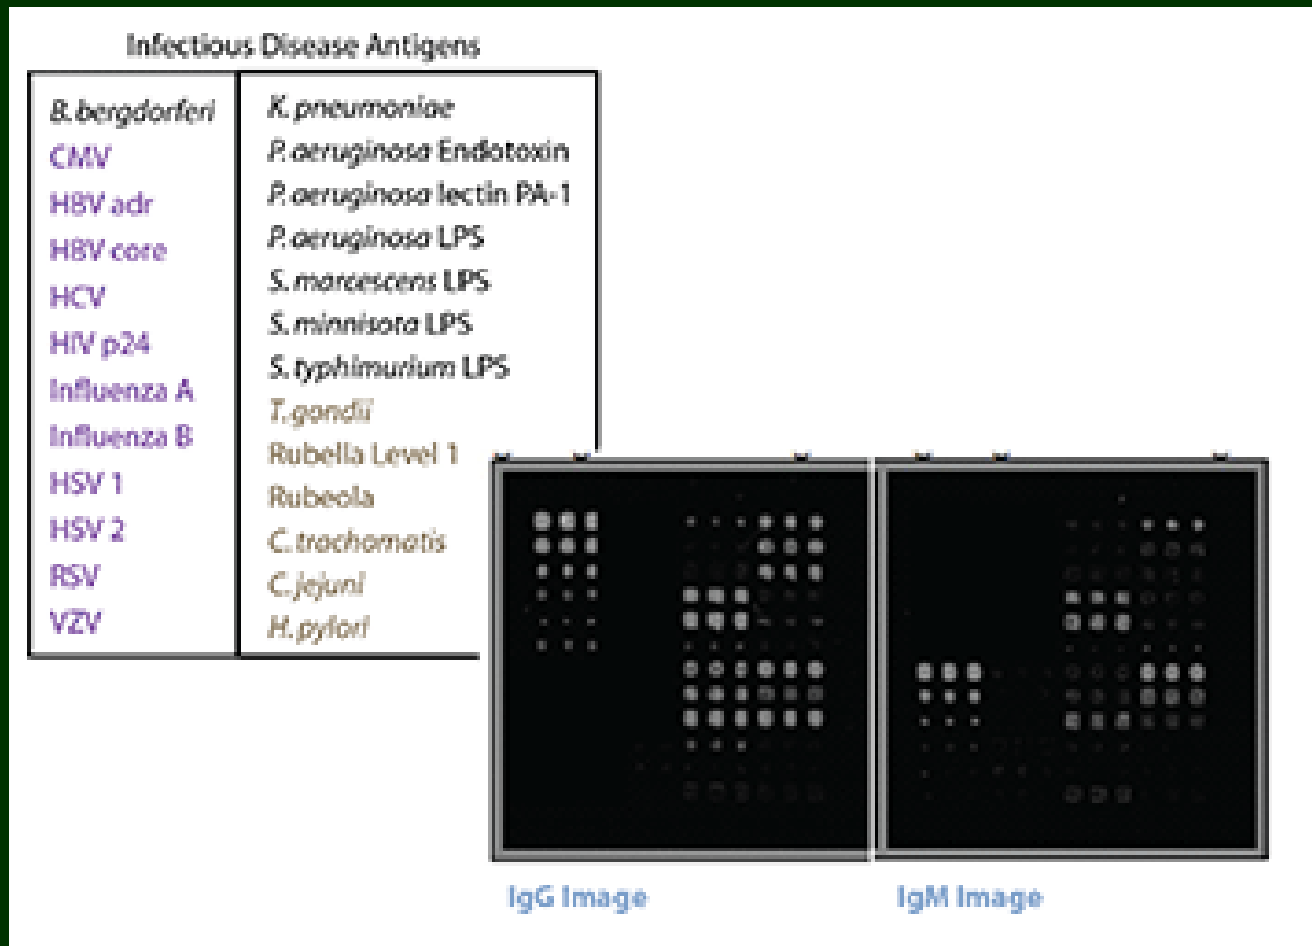 Infectious Disease Antigens
B. bergdorferi
CMV
HBV adr
HBV core
HCV
HIV p24
Influenza A
Influenza B
HSV 1
HSV 2
RSV
VZV
K. pneumoniae
P. aeruginosa Endotoxin
P. aeruginosa lectin PA-1
P. aeruginosa LPS
S. marcescens LPS
S. minnisota LPS
S. typhimurium LPS
T. gondii
Rubella Level 1
Rubeola
C. trachomatis
C. jejuni
H. pylori
IgG Image
IgM Image